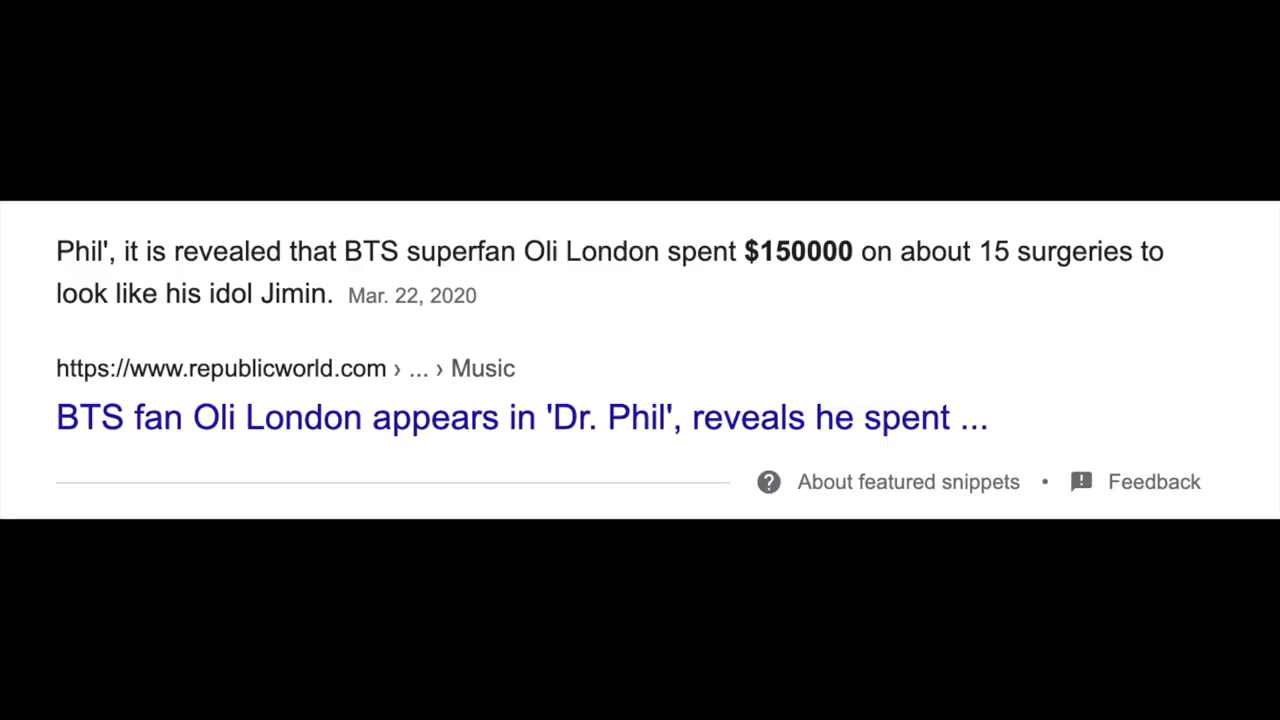 Phil', it is revealed that BTS superfan Oli London spent $150000 on about 15 surgeries to
look like his idol Jimin. Mar. 22, 2020
https://www.republicworld.com › ... › Music
BTS fan Oli London appears in 'Dr. Phil', reveals he spent ...
About featured snippets • Feedback